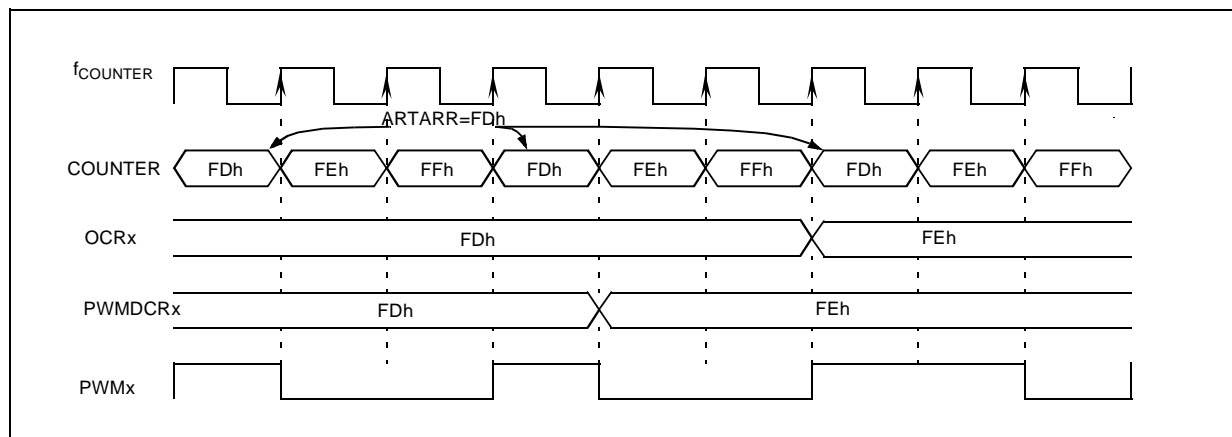 fCOUNTER
ARTARR=FDh
COUNTER FDh FEh FFh FDh FEh FFh FDh FEh FFh
OCRx FDh FEh
PWMDCRx FDh FEh
PWMx